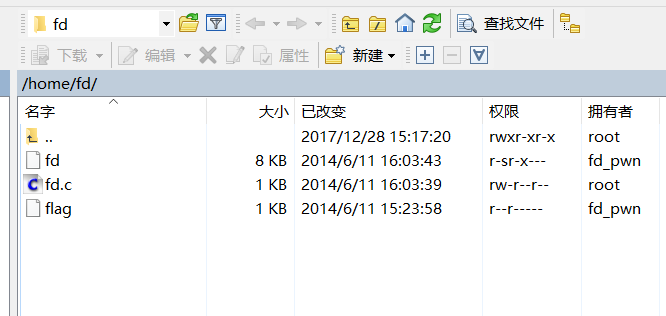 fd 查找文件
下载 编辑 属性 新建
/home/fd/
名字 大小 已改变 权限 拥有者
.. 2017/12/28 15:17:20 rwxr-xr-x root
fd 8 KB 2014/6/11 16:03:43 r-sr-x--- fd_pwn
fd.c 1 KB 2014/6/11 16:03:39 rw-r--r-- root
flag 1 KB 2014/6/11 15:23:58 r--r----- fd_pwn